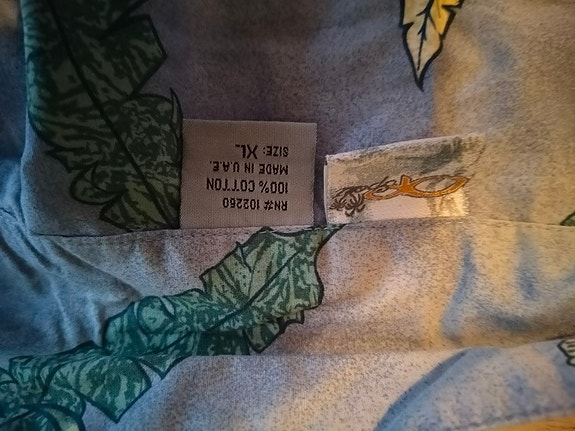 RN# 102260
100% COTTON
MADE IN U.A.E.
SIZE: XL